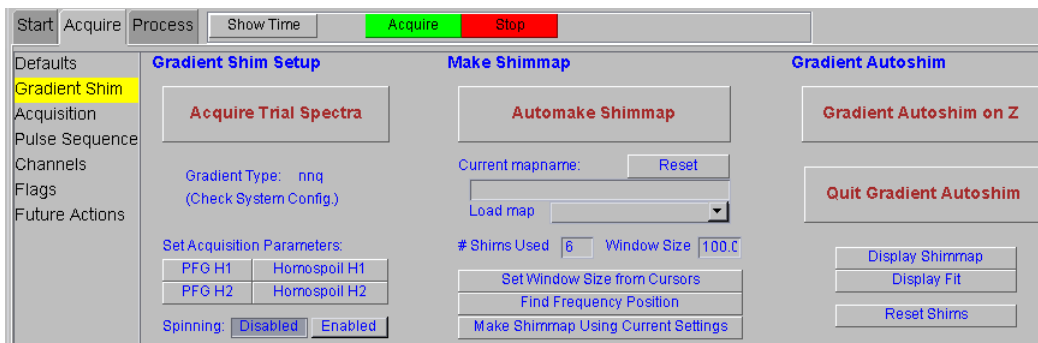 Start Acquire Process Show Time Acquire Stop
Defaults
Gradient Shim
Acquisition
Pulse Sequence
Channels
Flags
Future Actions
Gradient Shim Setup
Acquire Trial Spectra
Gradient Type: nnq
(Check System Config.)
Set Acquisition Parameters:
PFG H1 Homospoil H1
PFG H2 Homospoil H2
Spinning: Disabled Enabled
Make Shimmap
Automake Shimmap
Current mapname: Reset
Load map
# Shims Used 6 Window Size 100.0
Set Window Size from Cursors
Find Frequency Position
Make Shimmap Using Current Settings
Gradient Autoshim
Gradient Autoshim on Z
Quit Gradient Autoshim
Display Shimmap
Display Fit
Reset Shims